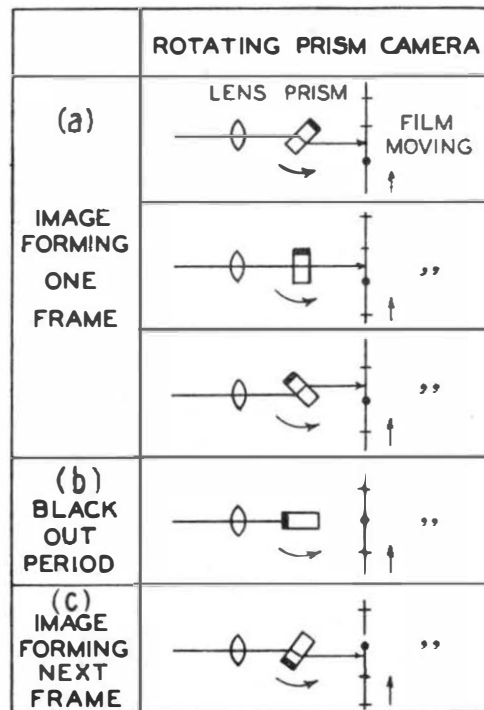 ROTATING PRISM CAMERA
(a)
IMAGE
FORMING
ONE
FRAME
LENS PRISM
FILM
MOVING
,,
,,
(b)
BLACK
OUT
PERIOD
,,
(c)
IMAGE
FORMING
NEXT
FRAME
,,